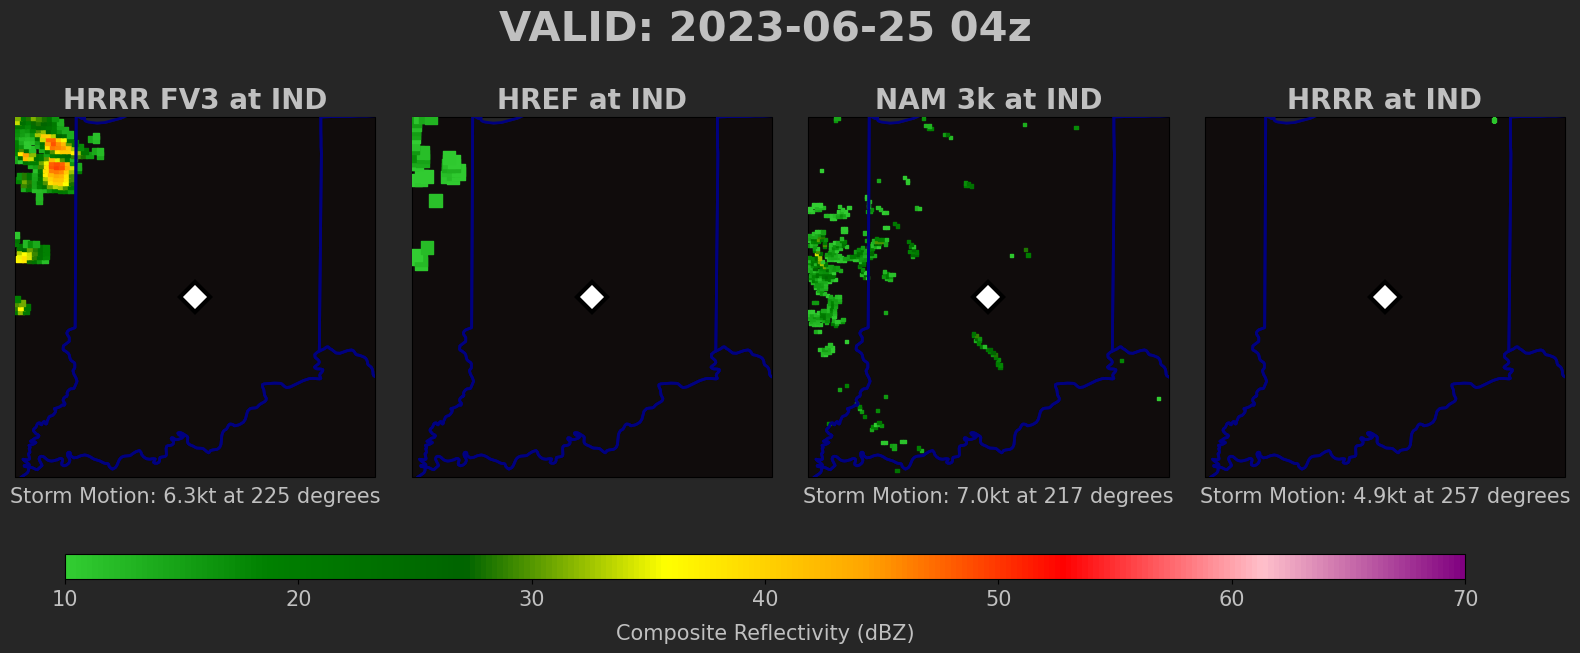 VALID: 2023-06-25 04z
HRRR FV3 at IND
HREF at IND
NAM 3k at IND
HRRR at IND
Storm Motion: 6.3kt at 225 degrees
Storm Motion: 7.0kt at 217 degrees
Storm Motion: 4.9kt at 257 degrees
10 20 30 40 50 60 70
Composite Reflectivity (dBZ)